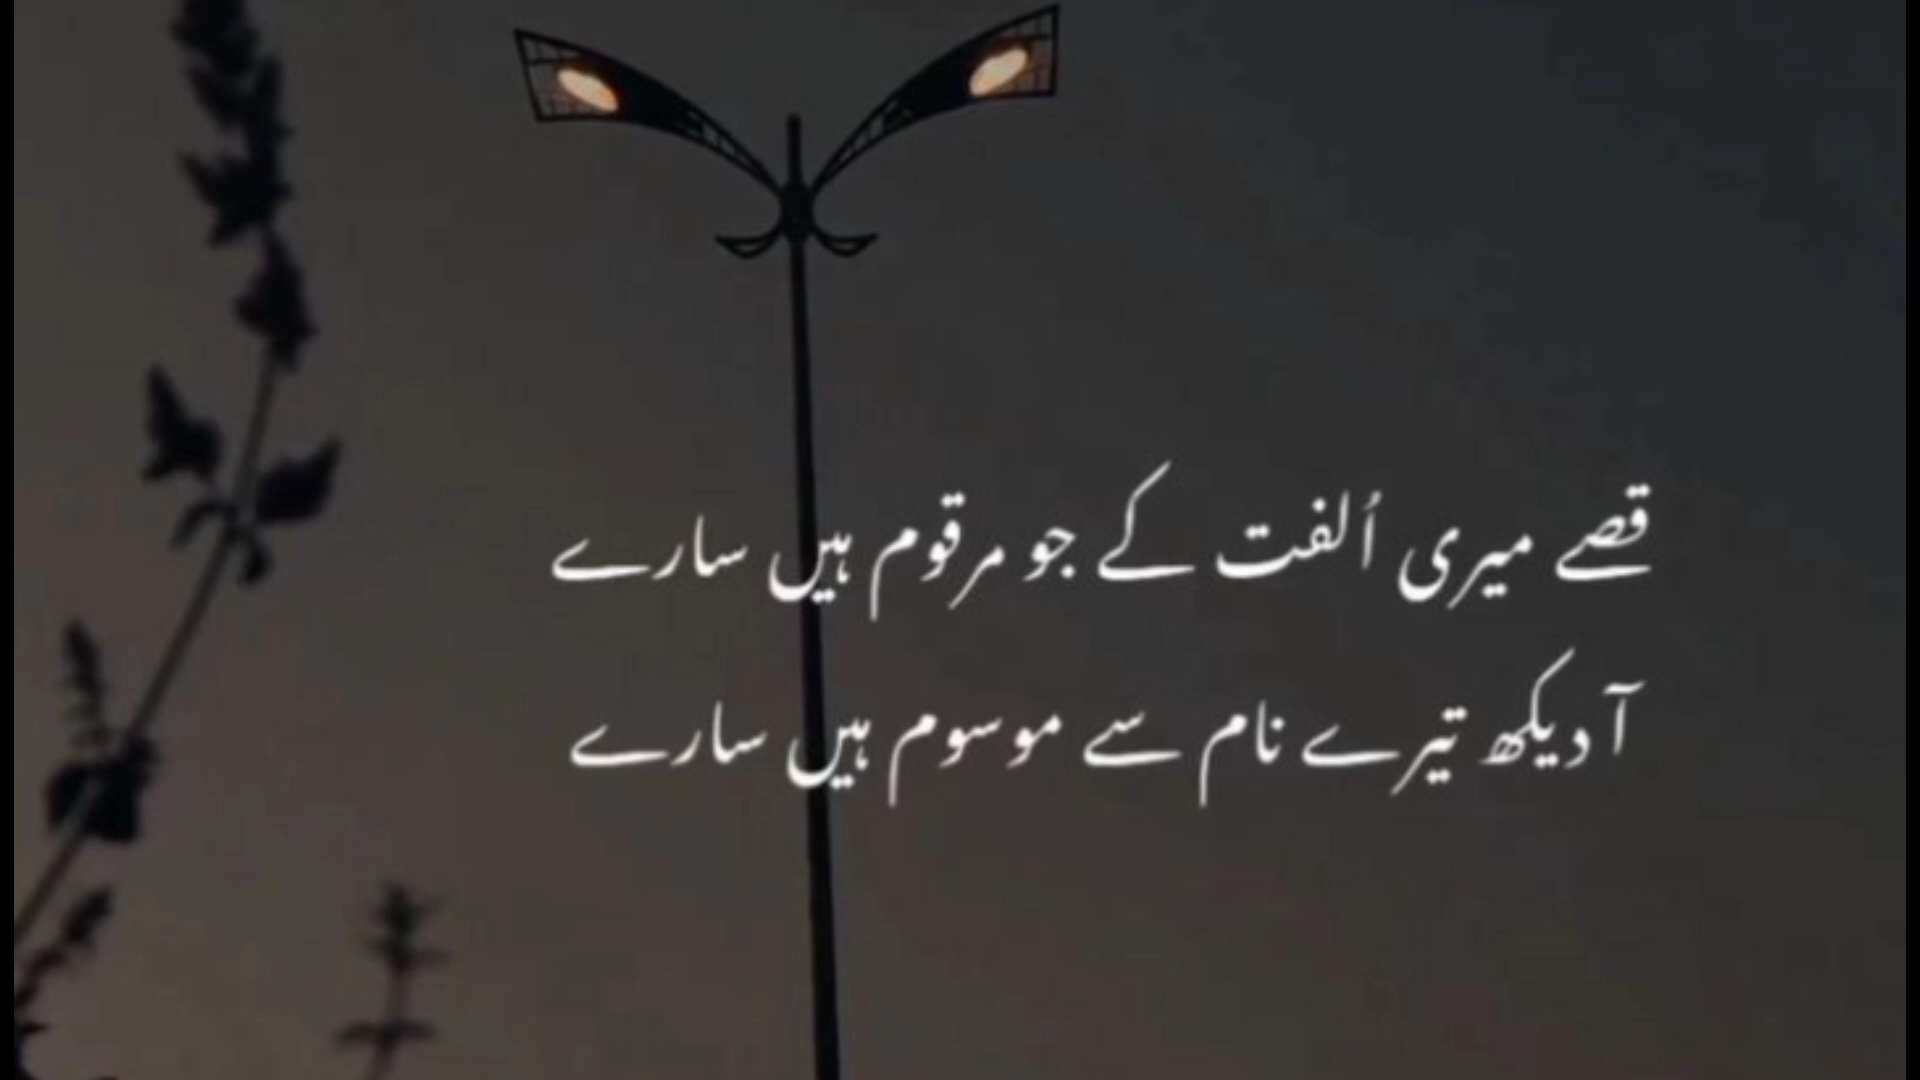 قصے میری اُلفت کے جو مرقوم ہیں سارے
آ دیکھ تیرے نام سے موسوم ہیں سارے